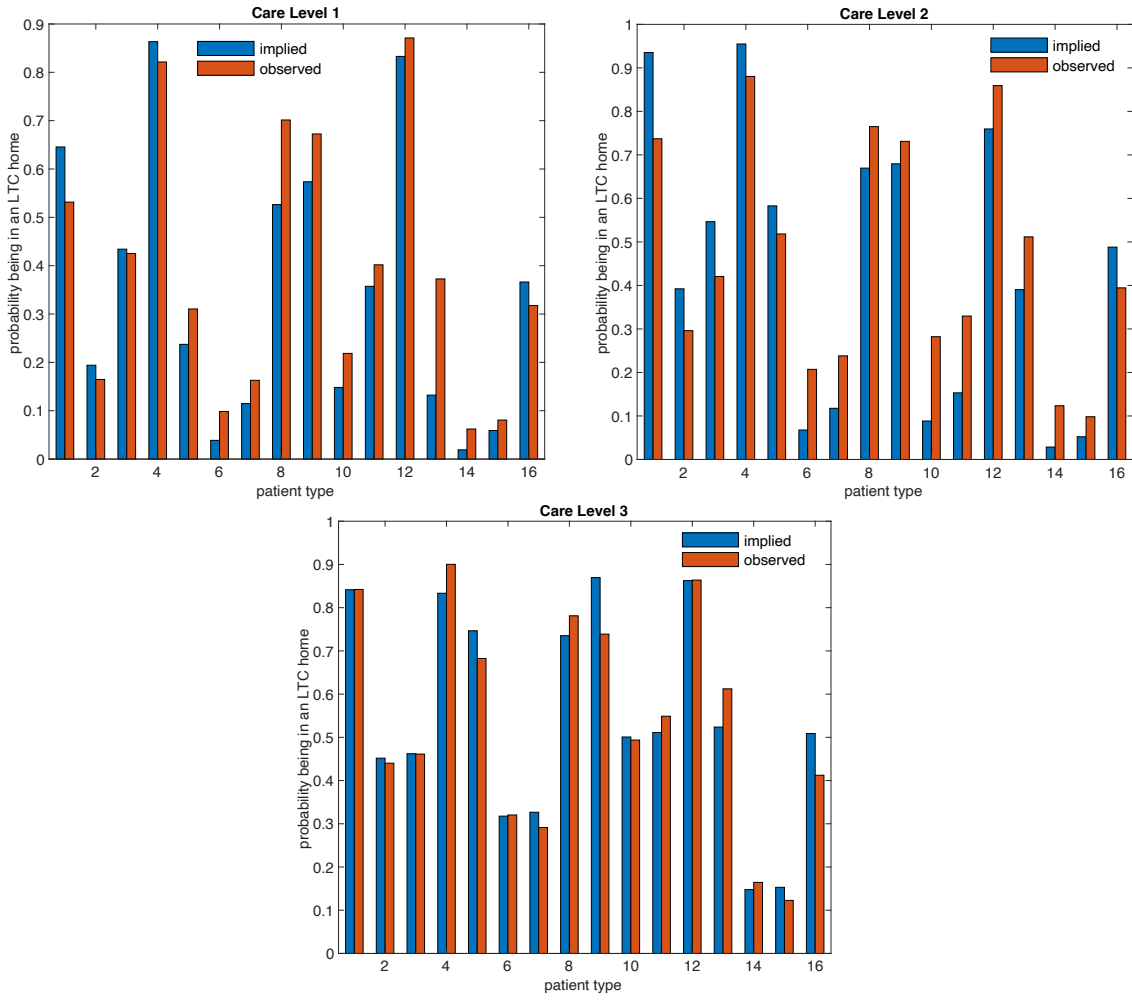 Care Level 1
implied
observed
probability being in an LTC home
0.9
0.8
0.7
0.6
0.5
0.4
0.3
0.2
0.1
0
2 4 6 8 10 12 14 16
patient type
Care Level 2
implied
observed
probability being in an LTC home
1
0.9
0.8
0.7
0.6
0.5
0.4
0.3
0.2
0.1
0
2 4 6 8 10 12 14 16
patient type
Care Level 3
implied
observed
probability being in an LTC home
1
0.9
0.8
0.7
0.6
0.5
0.4
0.3
0.2
0.1
0
2 4 6 8 10 12 14 16
patient type